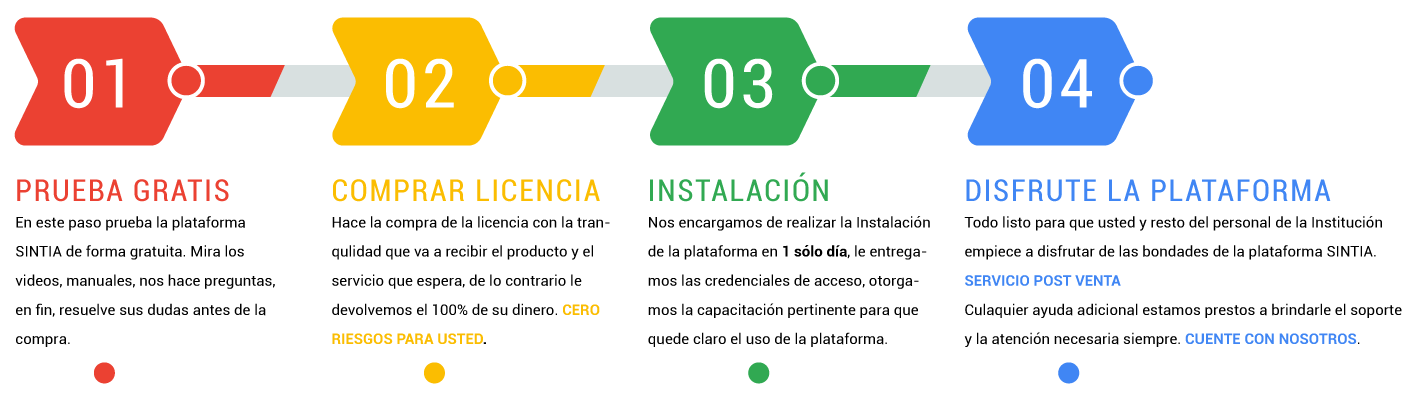 01
02
03
04
PRUEBA GRATIS
En este paso prueba la plataforma
SINTIA de forma gratuita. Mira los
videos, manuales, nos hace preguntas,
en fin, resuelve sus dudas antes de la
compra.
COMPRAR LICENCIA
Hace la compra de la licencia con la tran-
qulidad que va a recibir el producto y el
servicio que espera, de lo contrario le
devolvemos el 100% de su dinero. CERO
RIESGOS PARA USTED.
INSTALACIÓN
Nos encargamos de realizar la Instalación
de la plataforma en 1 sólo día, le entrega-
mos las credenciales de acceso, otorga-
mos la capacitación pertinente para que
quede claro el uso de la plataforma.
DISFRUTE LA PLATAFORMA
Todo listo para que usted y resto del personal de la Institución
empiece a disfrutar de las bondades de la plataforma SINTIA.
SERVICIO POST VENTA
Culaquier ayuda adicional estamos prestos a brindarle el soporte
y la atención necesaria siempre. CUENTE CON NOSOTROS.